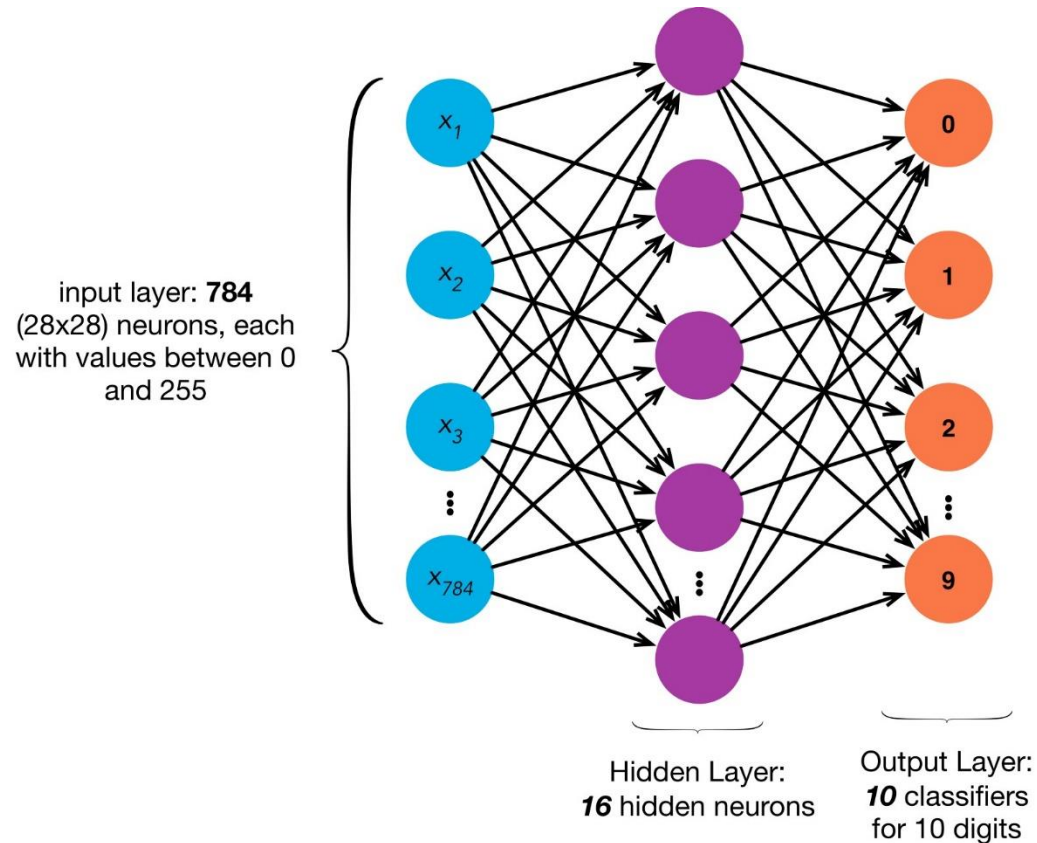 input layer: 784
(28x28) neurons, each
with values between 0
and 255
x1
x2
x3
x784
0
1
2
9
Hidden Layer:
16 hidden neurons
Output Layer:
10 classifiers
for 10 digits